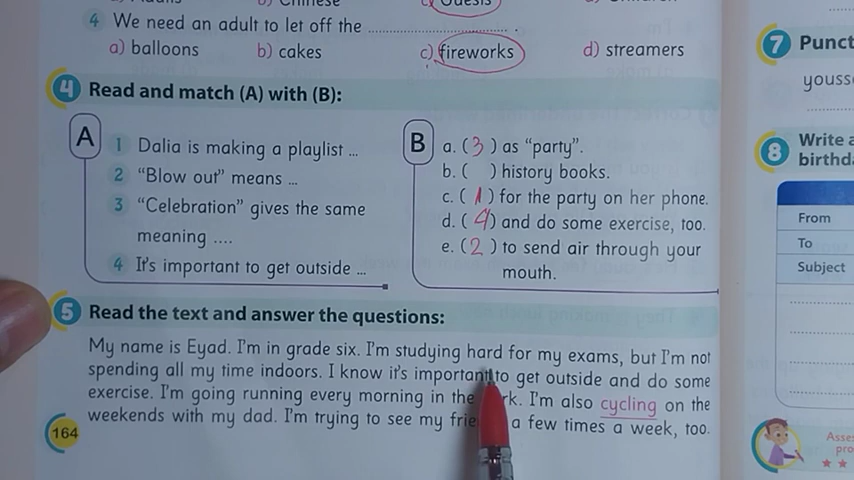 b) Chinese
c) Guests
4 We need an adult to let off the .............................. .
a) balloons b) cakes c) fireworks d) streamers
4 Read and match (A) with (B):
A
1 Dalia is making a playlist ...
2 "Blow out" means ...
3 "Celebration" gives the same
meaning ....
4 It's important to get outside ...
B
a. (3) as "party".
b. ( ) history books.
c. (1) for the party on her phone.
d. (4) and do some exercise, too.
e. (2) to send air through your
mouth.
5 Read the text and answer the questions:
My name is Eyad. I'm in grade six. I'm studying hard for my exams, but I'm not
spending all my time indoors. I know it's important to get outside and do some
exercise. I'm going running every morning in the rk. I'm also cycling on the
weekends with my dad. I'm trying to see my frie a few times a week, too.
164
7 Punct
yousse
8 Write a
birthda
From
To
Subject
Asses
pro